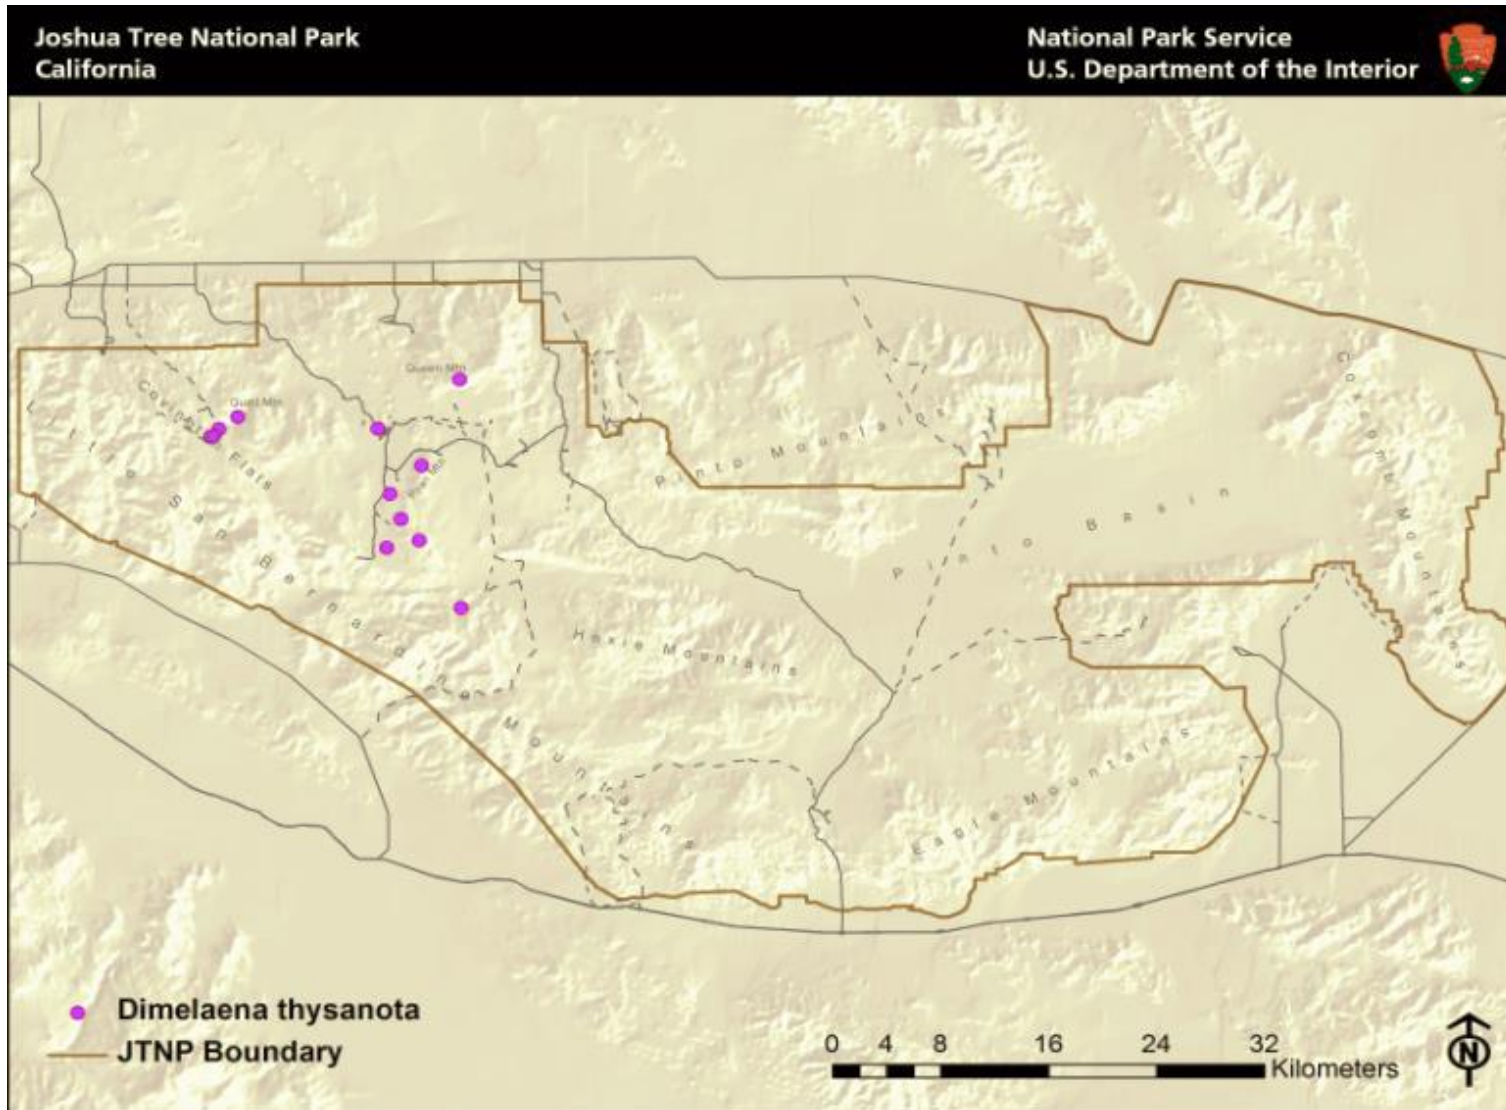 Joshua Tree National Park
California
National Park Service
U.S. Department of the Interior
Queen Mtn
Quail Mtn
Covington Flats
Little San Bernardino Mountains
Pinto Mountains
Pinto Basin
Coxcomb Mountains
Hexie Mountains
Eagle Mountains
Dimelaena thysanota
JTNP Boundary
0 4 8 16 24 32
Kilometers
N